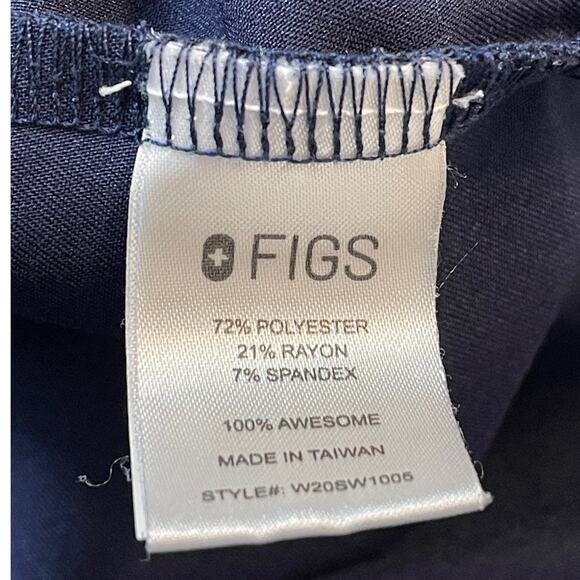 FIGS
72% POLYESTER
21% RAYON
7% SPANDEX
100% AWESOME
MADE IN TAIWAN
STYLE#: W20SW1005